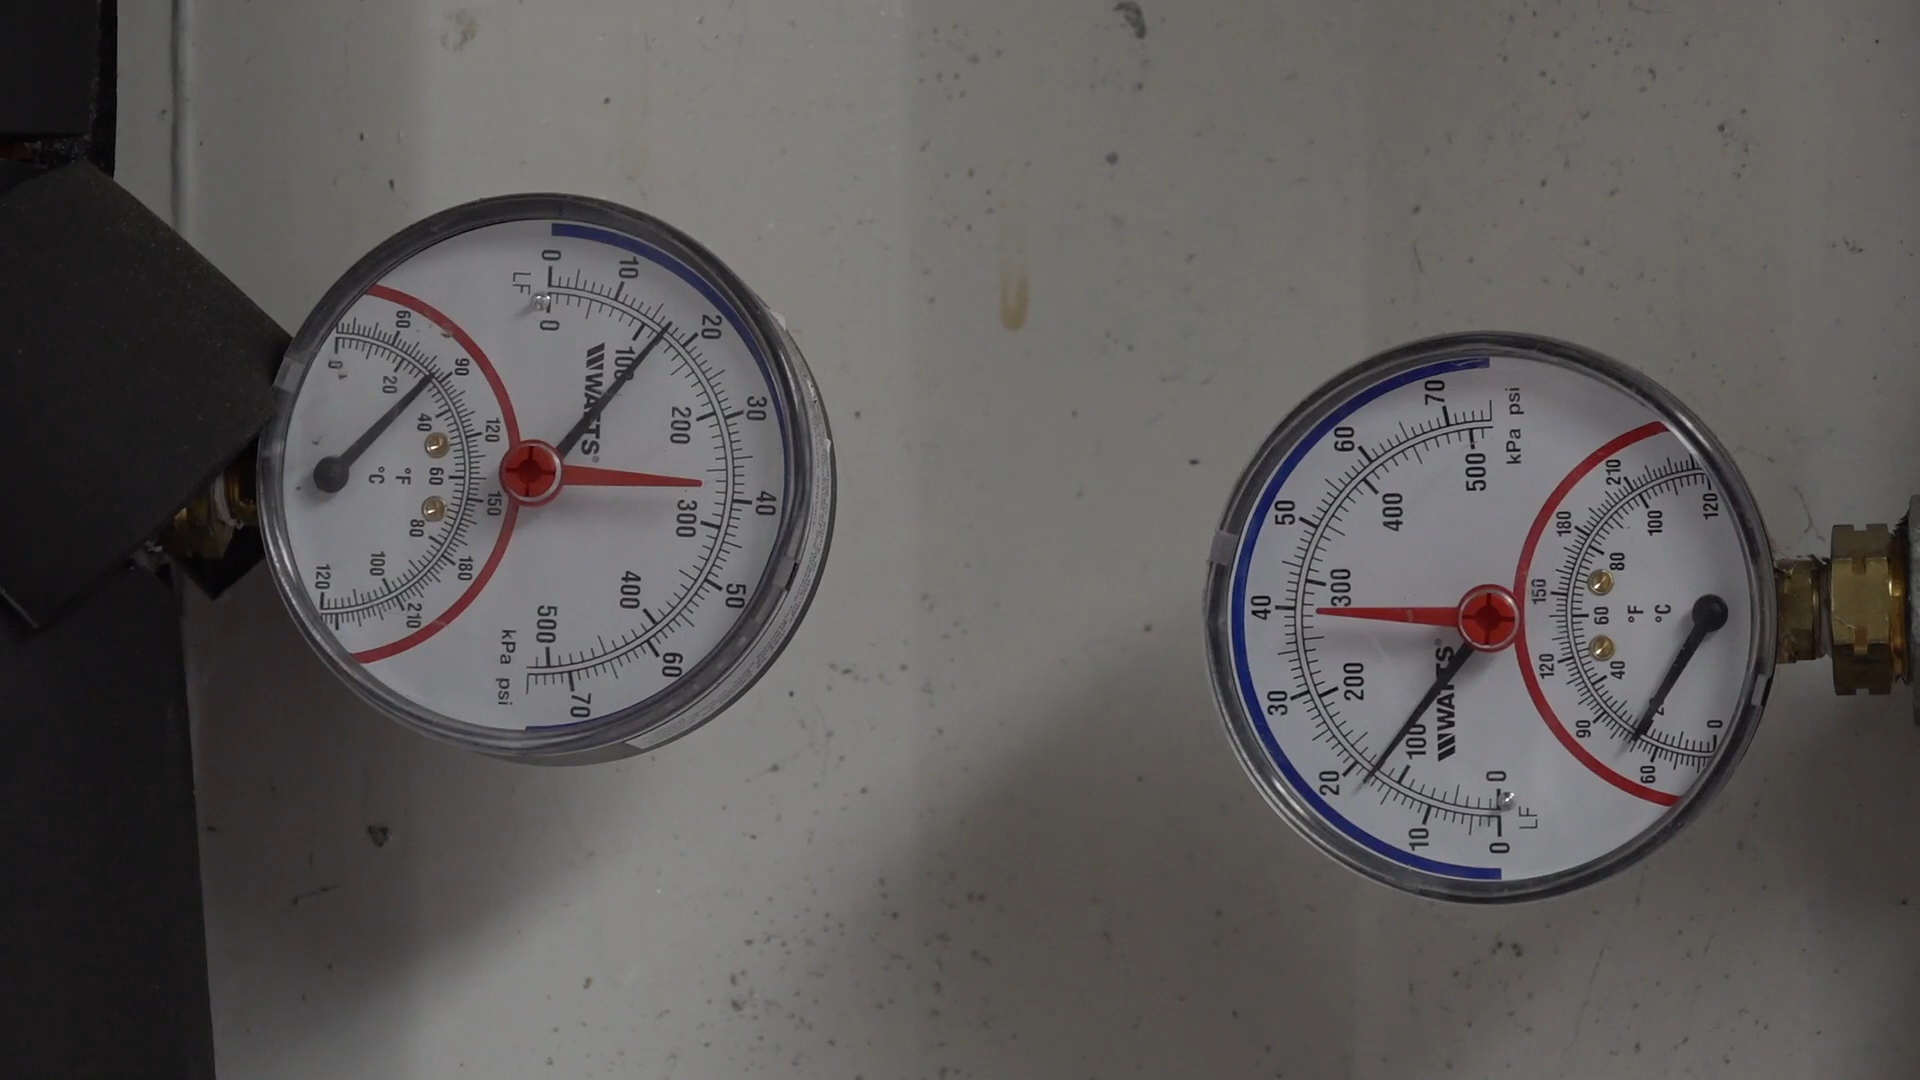 0 10 20 30 40 50 60 70
0 100 200 300 400 500
LF
WATTS®
kPa psi
60 90 120 150 180 210
0 20 40 60 80 100 120
°F
°C
70 60 50 40 30 20 10 0
500 400 300 200 100 0
kPa psi
WATTS®
LF
210 180 150 120 90 60
120 100 80 60 40 0
°F
°C